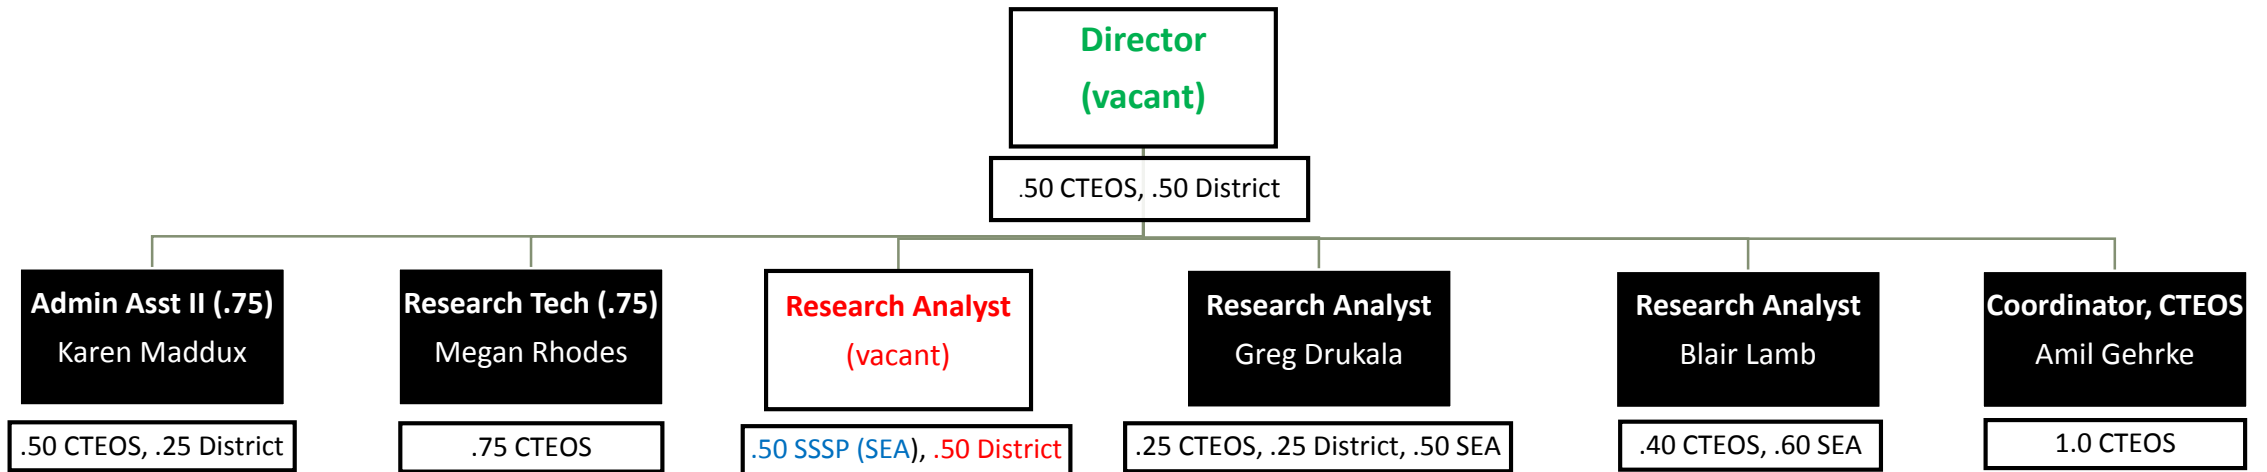 Director
(vacant)
.50 CTEOS, .50 District
Admin Asst II (.75)
Karen Maddux
.50 CTEOS, .25 District
Research Tech (.75)
Megan Rhodes
.75 CTEOS
Research Analyst
(vacant)
.50 SSSP (SEA), .50 District
Research Analyst
Greg Drukala
.25 CTEOS, .25 District, .50 SEA
Research Analyst
Blair Lamb
.40 CTEOS, .60 SEA
Coordinator, CTEOS
Amil Gehrke
1.0 CTEOS